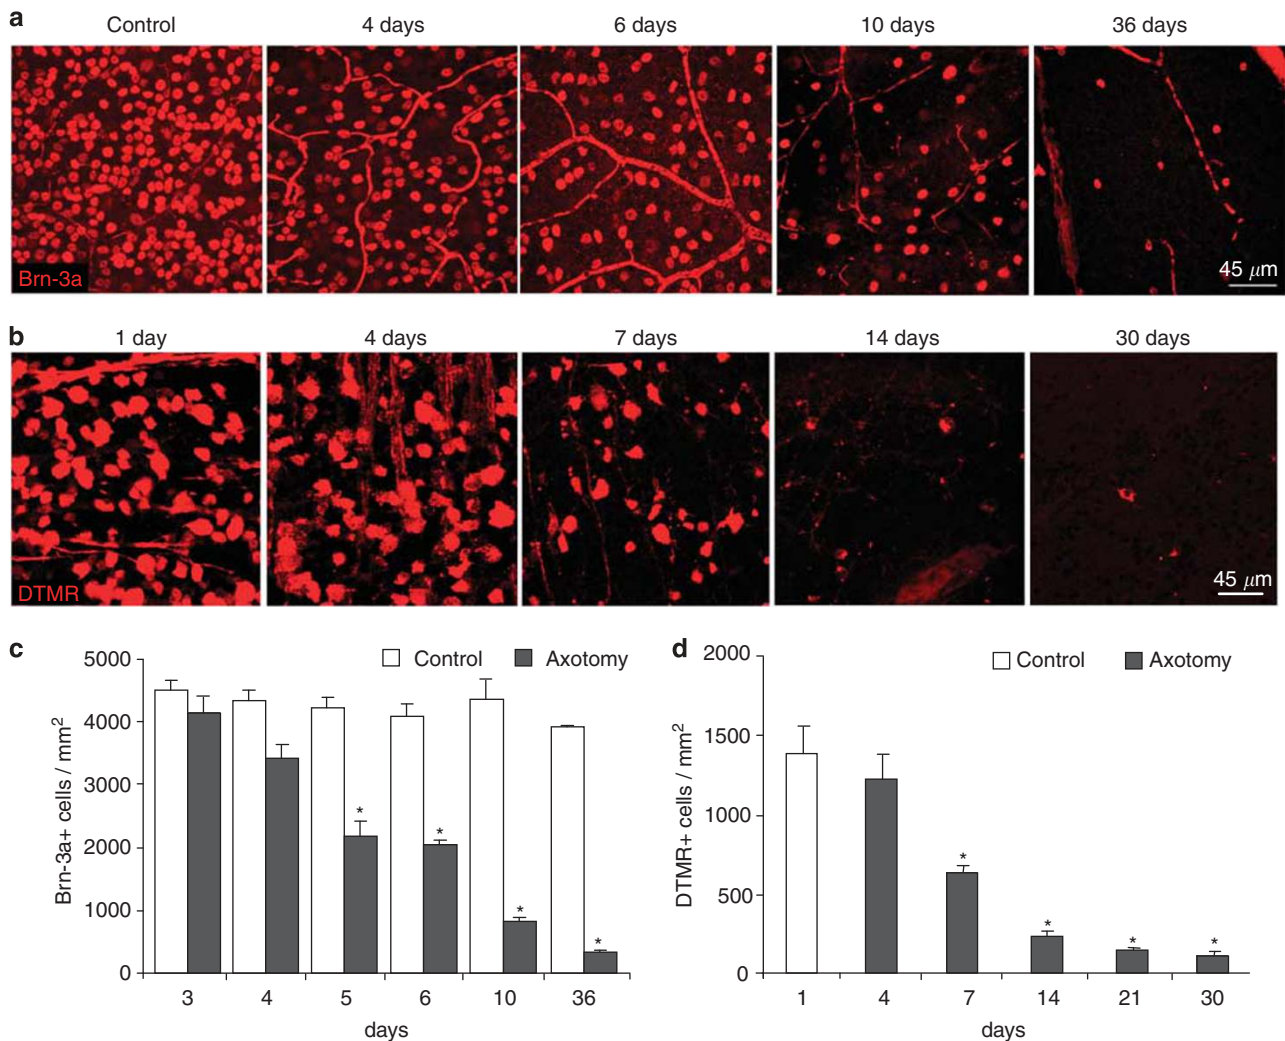 a
Control 4 days 6 days 10 days 36 days
Brn-3a
45 μm
b
1 day 4 days 7 days 14 days 30 days
DTMR
45 μm
c
Control Axotomy
Brn-3a+ cells / mm²
5000
4000
3000
2000
1000
0
* * * *
3 4 5 6 10 36
days
d
Control Axotomy
DTMR+ cells / mm²
2000
1500
1000
500
0
* * * *
1 4 7 14 21 30
days